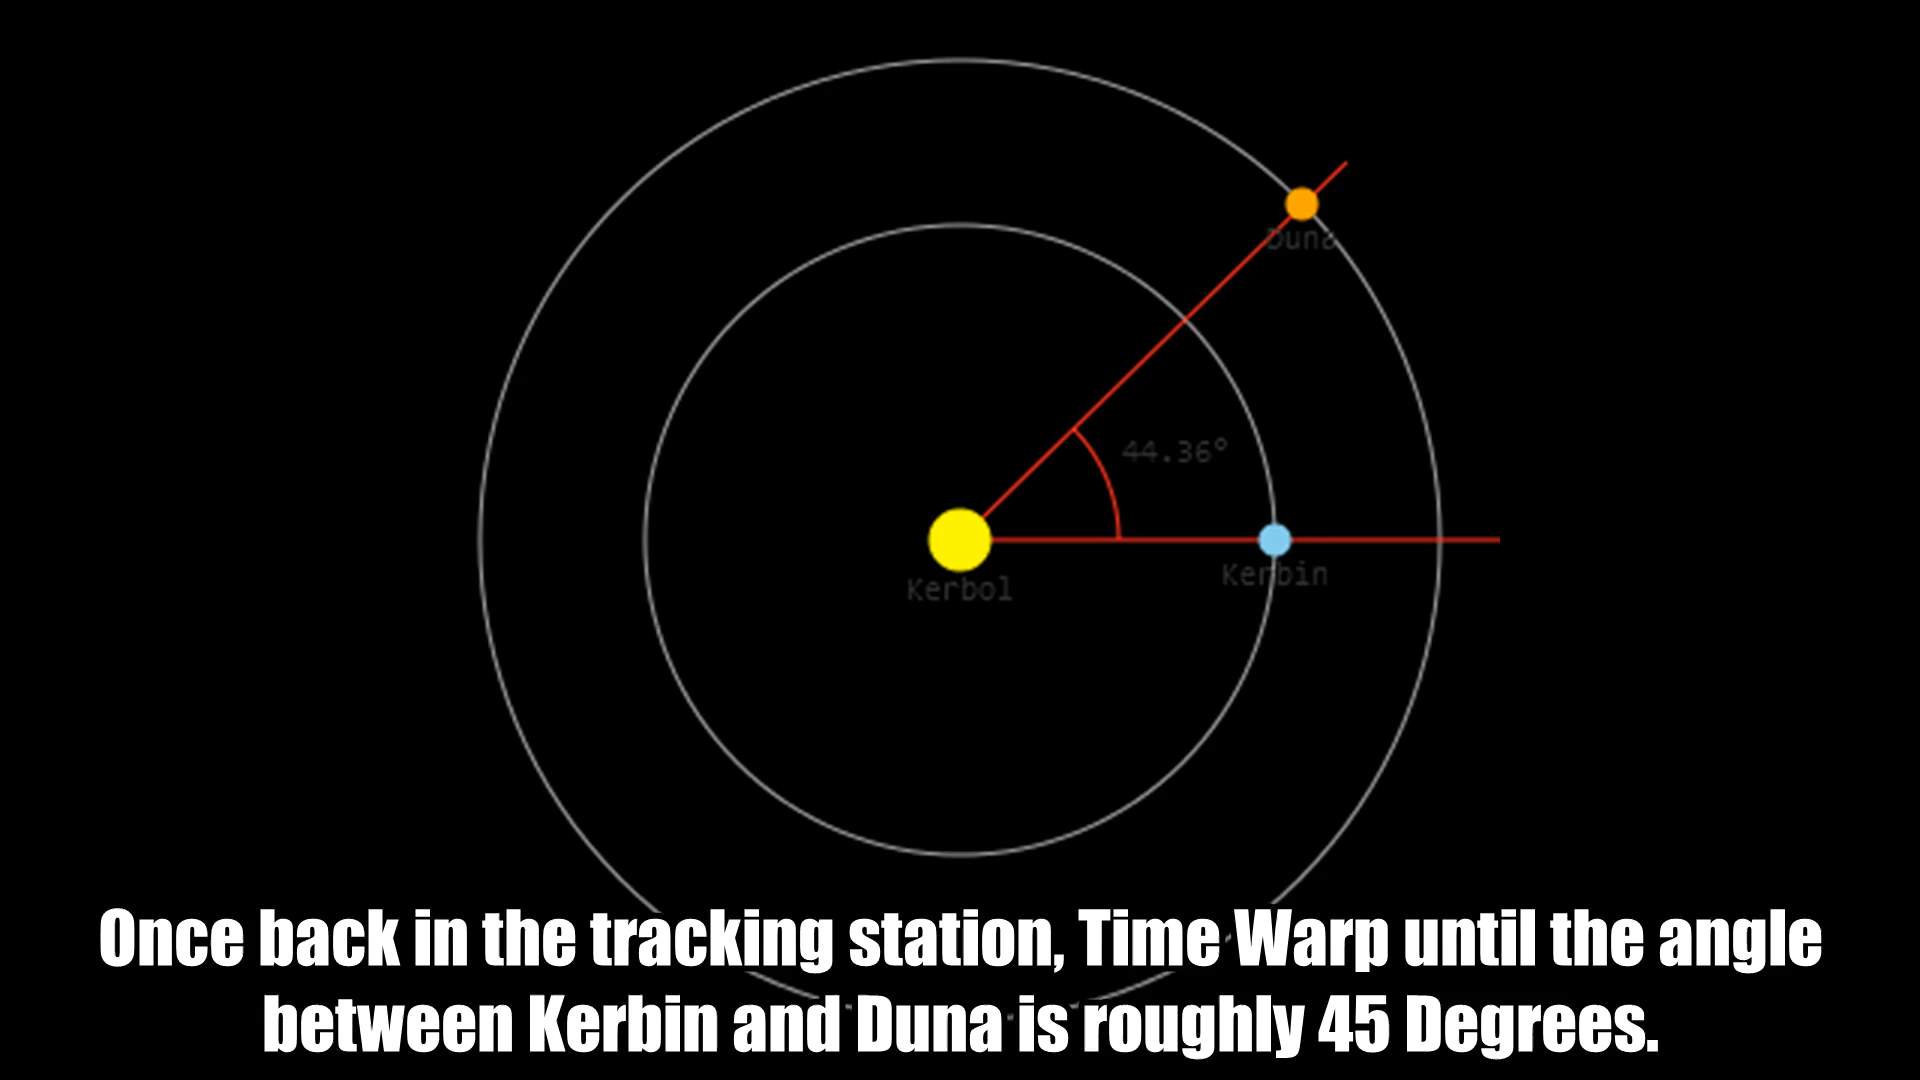 Duna
44.36°
Kerbin
Kerbol
Once back in the tracking station, Time Warp until the angle
between Kerbin and Duna is roughly 45 Degrees.